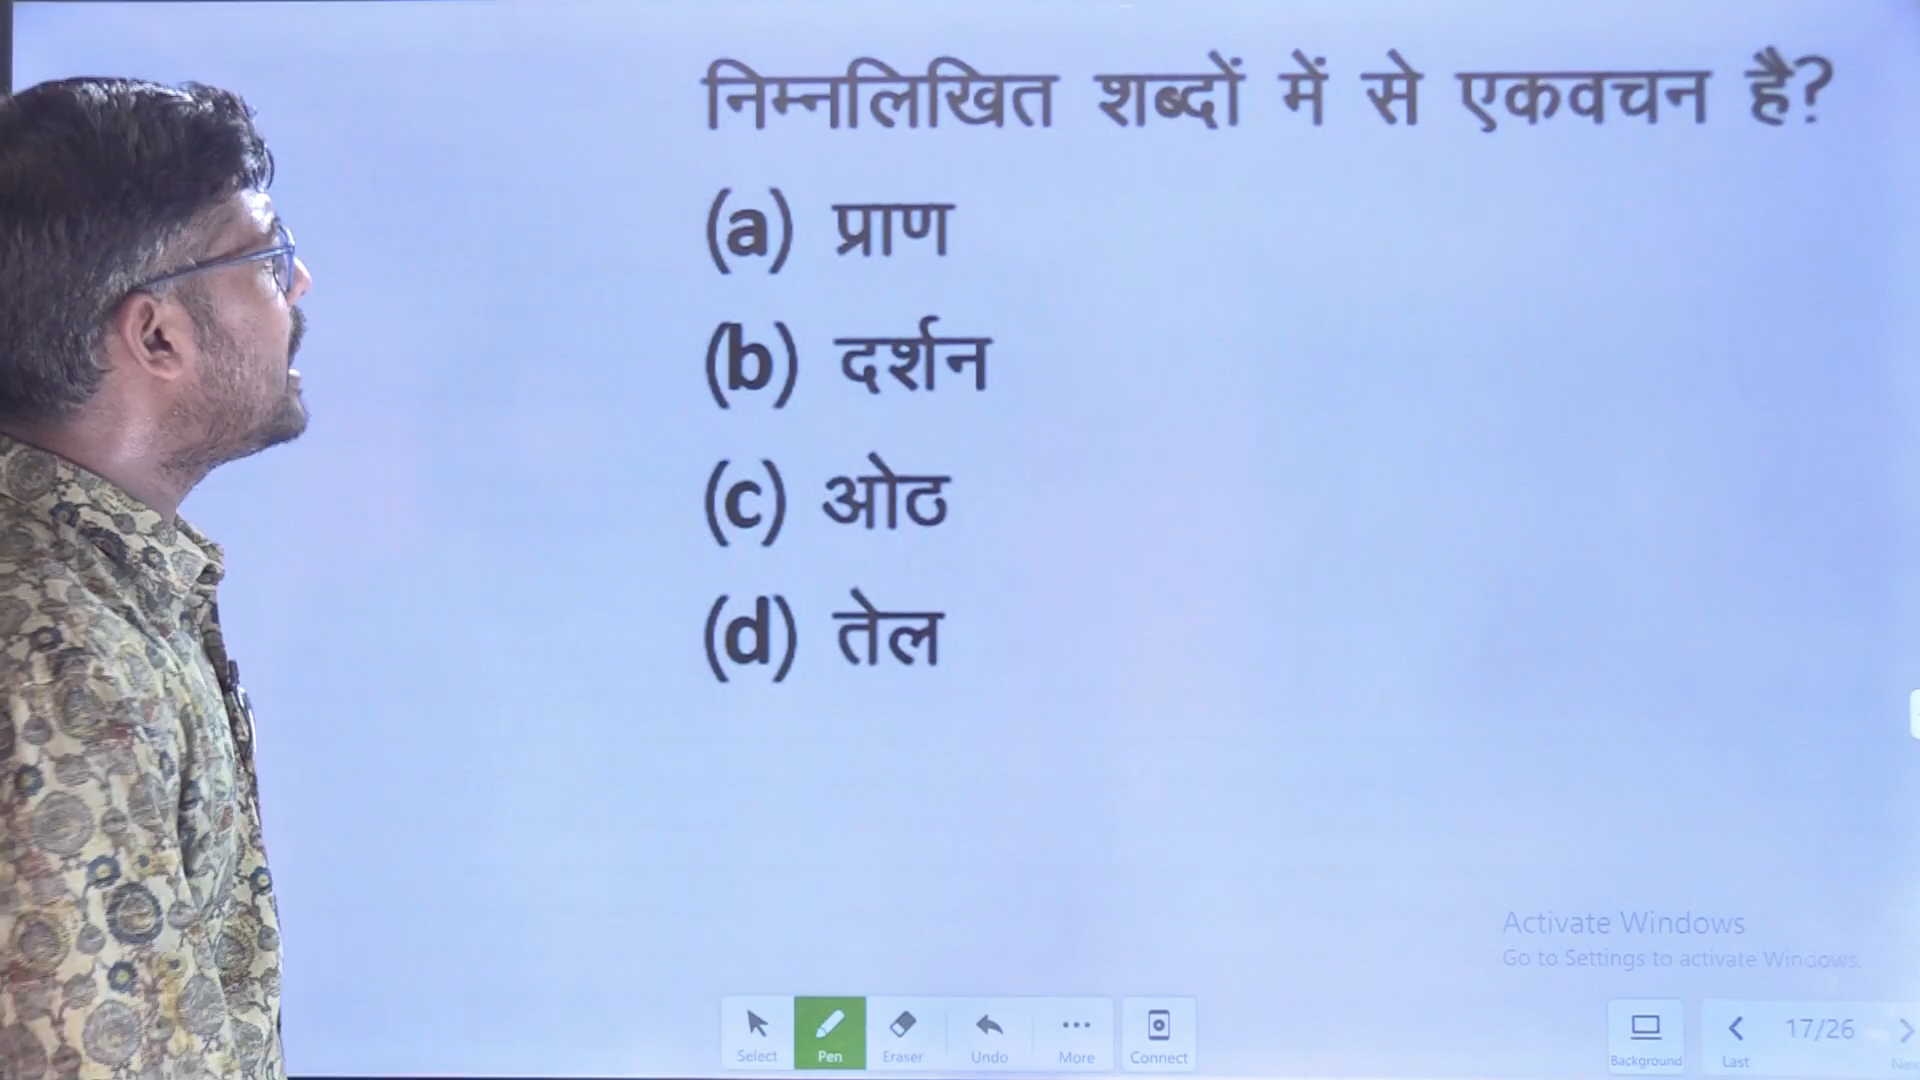 निम्नलिखित शब्दों में से एकवचन है?
(a) प्राण
(b) दर्शन
(c) ओठ
(d) तेल
Activate Windows
Go to Settings to activate Windows.
Select Pen Eraser Undo More Connect Background Last 17/26